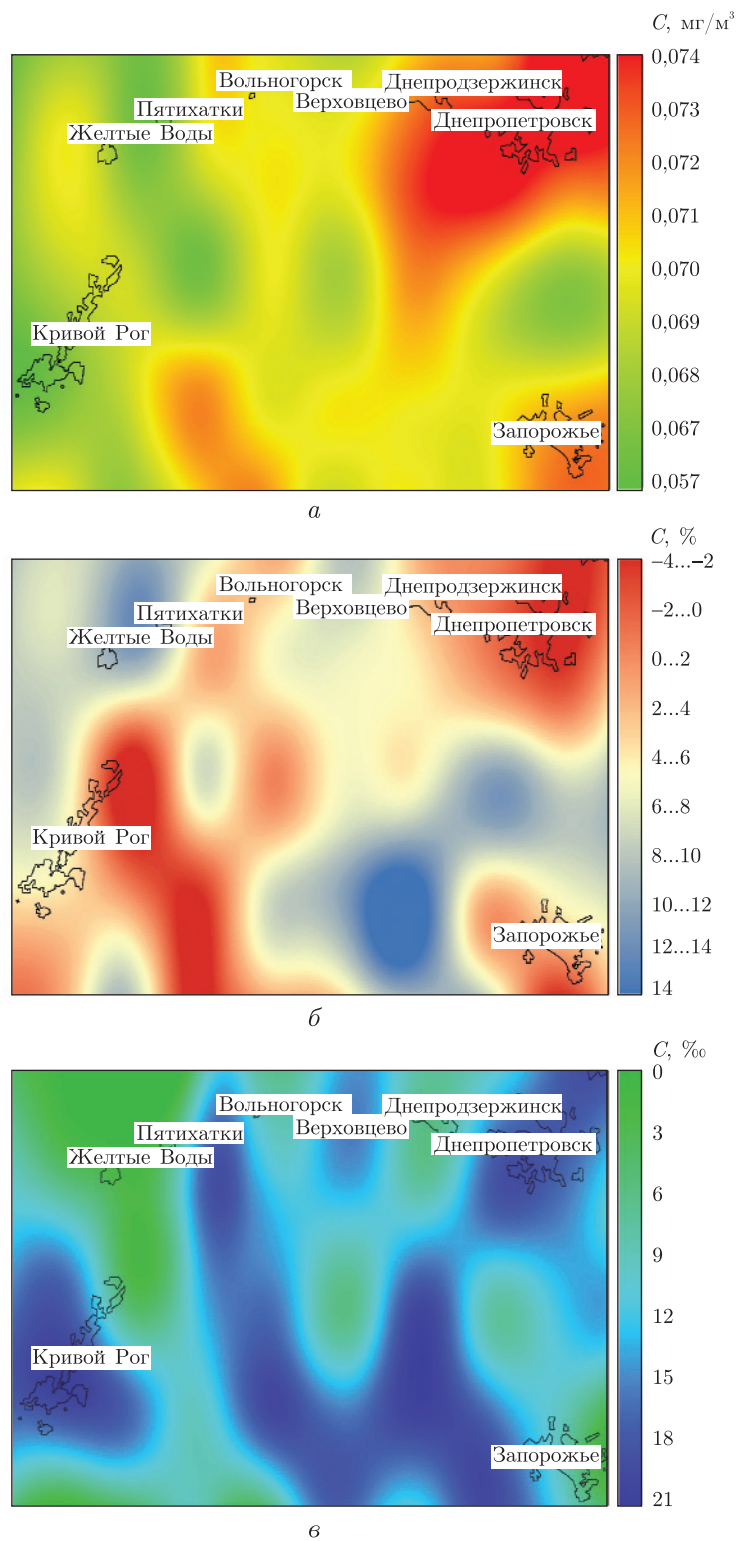 C, мг/м³
0,074
Вольногорск
Днепродзержинск
Верховцево
Пятихатки
0,073
Днепропетровск
Желтые Воды
0,072
0,071
0,070
0,069
Кривой Рог
0,068
0,067
Запорожье
0,057
а
C, %
–4...–2
Вольногорск
Днепродзержинск
Верховцево
Пятихатки
–2...0
Днепропетровск
Желтые Воды
0...2
2...4
4...6
6...8
Кривой Рог
8...10
10...12
Запорожье
12...14
14
б
C, ‰
0
Вольногорск
Днепродзержинск
Верховцево
Пятихатки
3
Днепропетровск
Желтые Воды
6
9
12
Кривой Рог
15
18
Запорожье
21
в